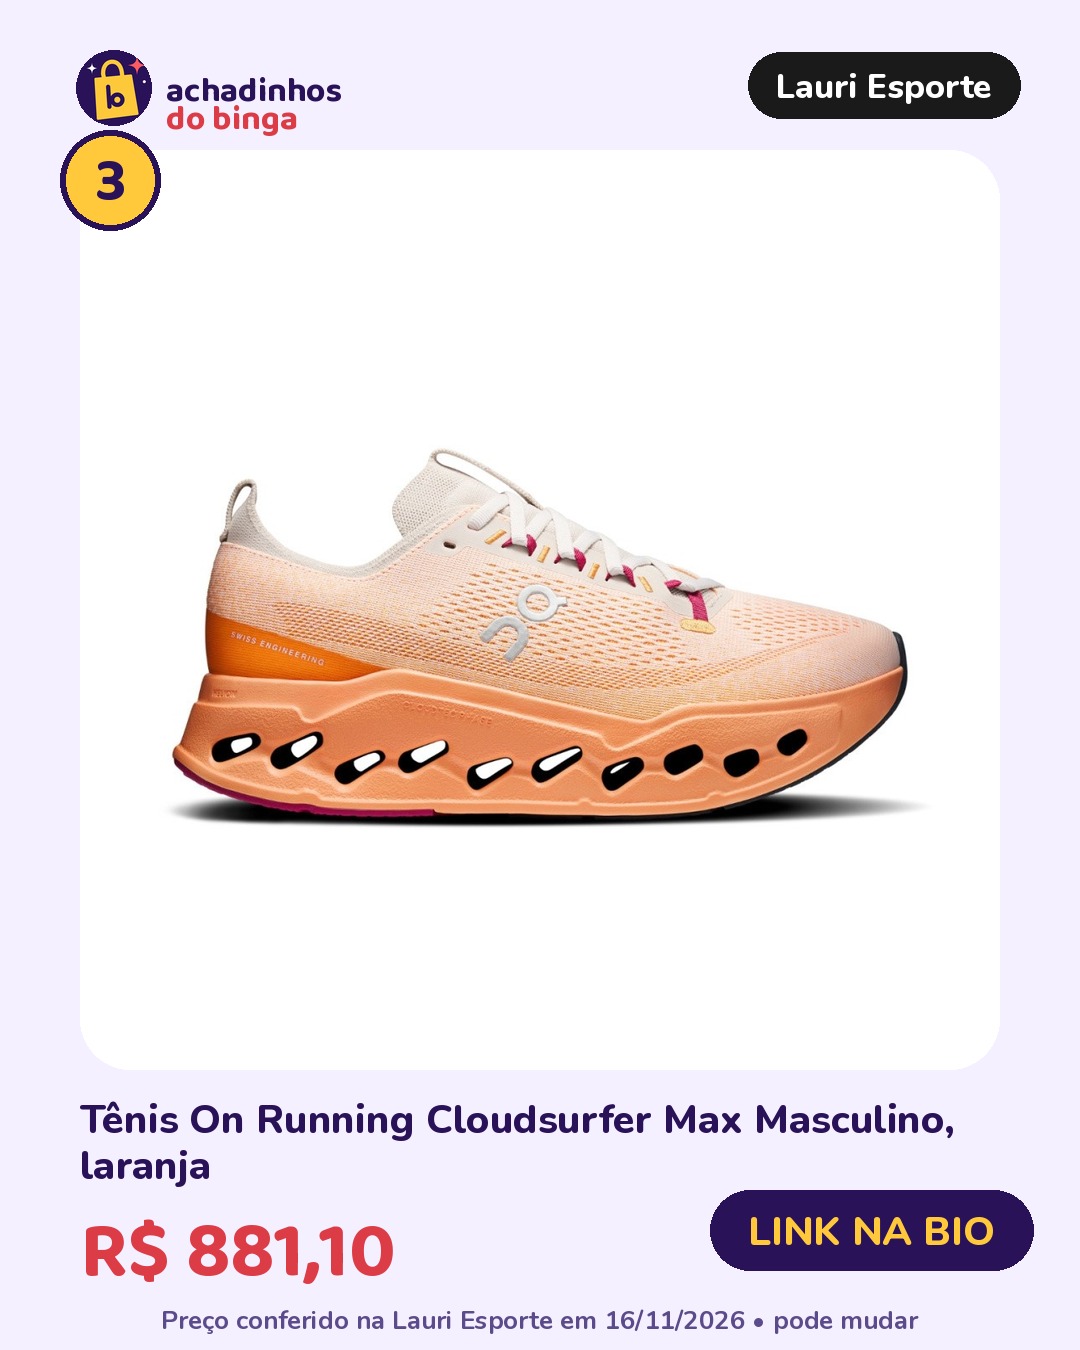 achadinhos
do binga
Lauri Esporte
3
SWISS ENGINEERING
Tênis On Running Cloudsurfer Max Masculino,
laranja
R$ 881,10
LINK NA BIO
Preço conferido na Lauri Esporte em 16/11/2026 • pode mudar